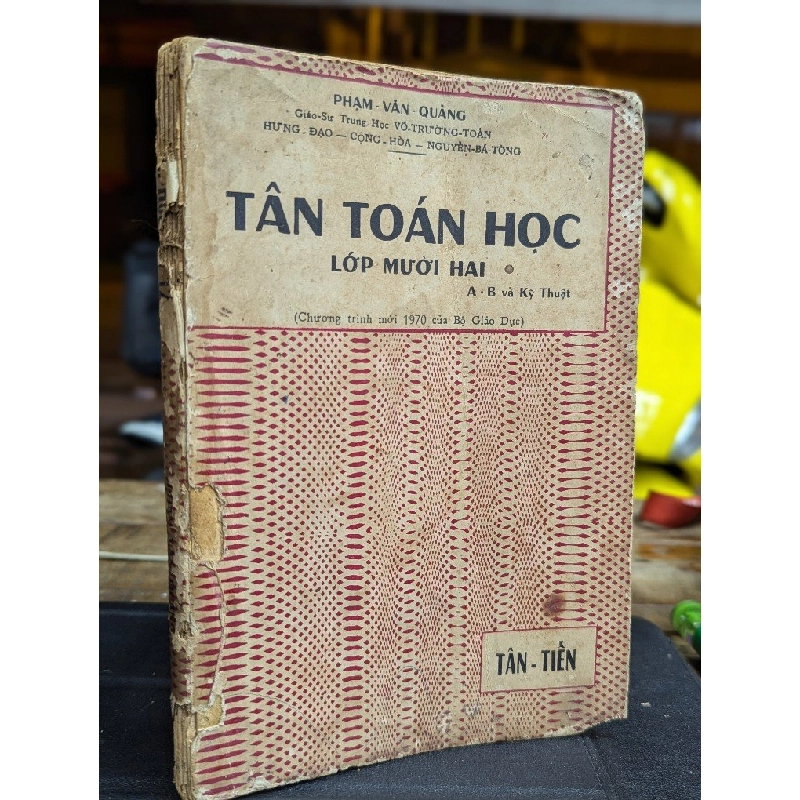 PHẠM - VĂN - QUẢNG
Giáo-Sư Trung Học VÕ-TRƯỜNG-TOẢN
HƯNG - ĐẠO — CỘNG - HÒA — NGUYỄN-BÁ TÒNG
TÂN TOÁN HỌC
LỚP MƯỜI HAI
A - B và Kỹ Thuật
(Chương trình mới 1970 của Bộ Giáo Dục)
TÂN - TIẾN